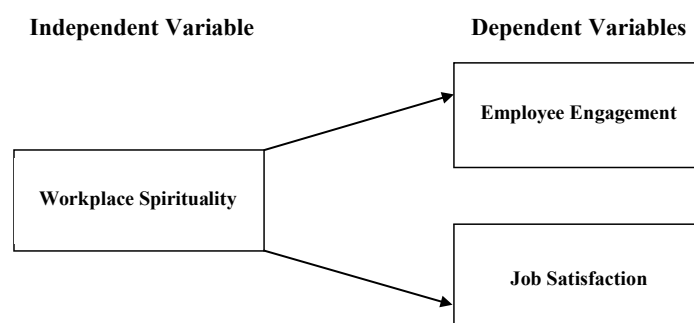 Independent Variable
Dependent Variables
Employee Engagement
Workplace Spirituality
Job Satisfaction